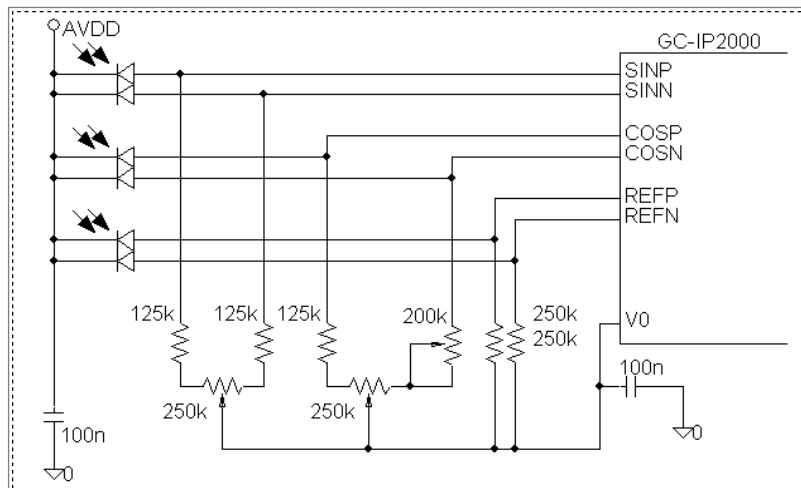 AVDD
GC-IP2000
SINP
SINN
COSP
COSN
REFP
REFN
125k
125k
125k
200k
250k
250k
V0
250k
250k
100n
100n
0
0